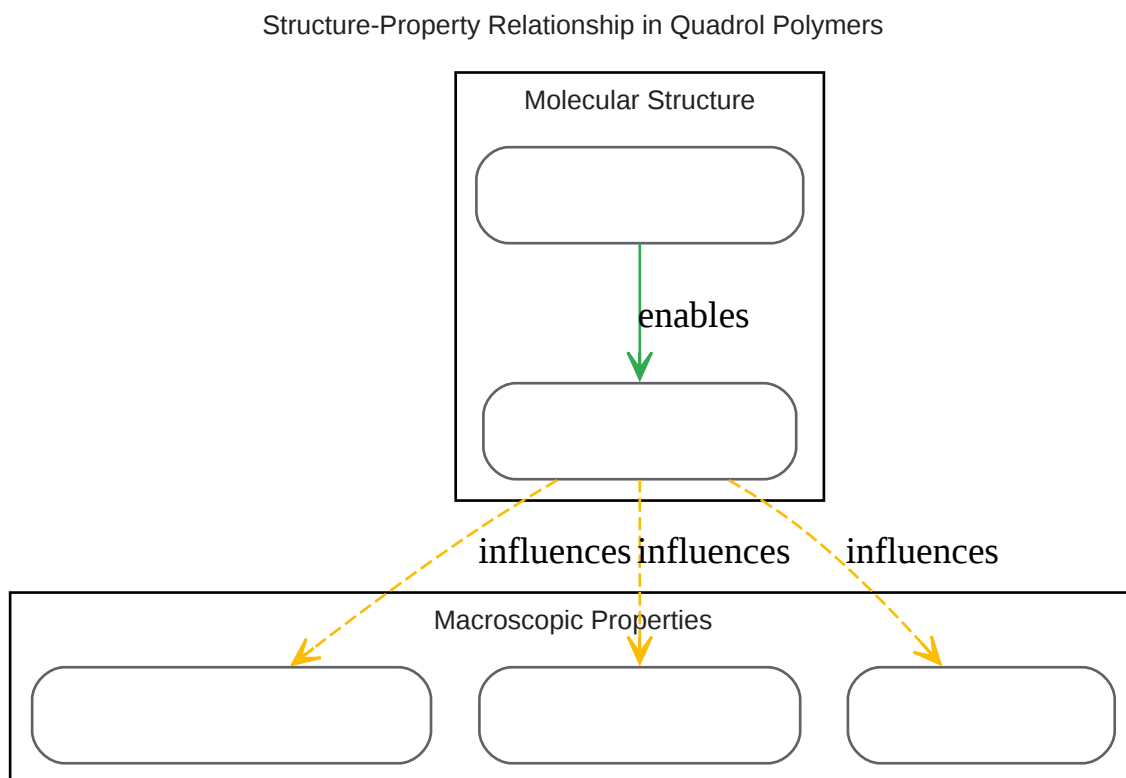 Structure-Property Relationship in Quadrol Polymers
Molecular Structure
enables
influences influences influences
Macroscopic Properties